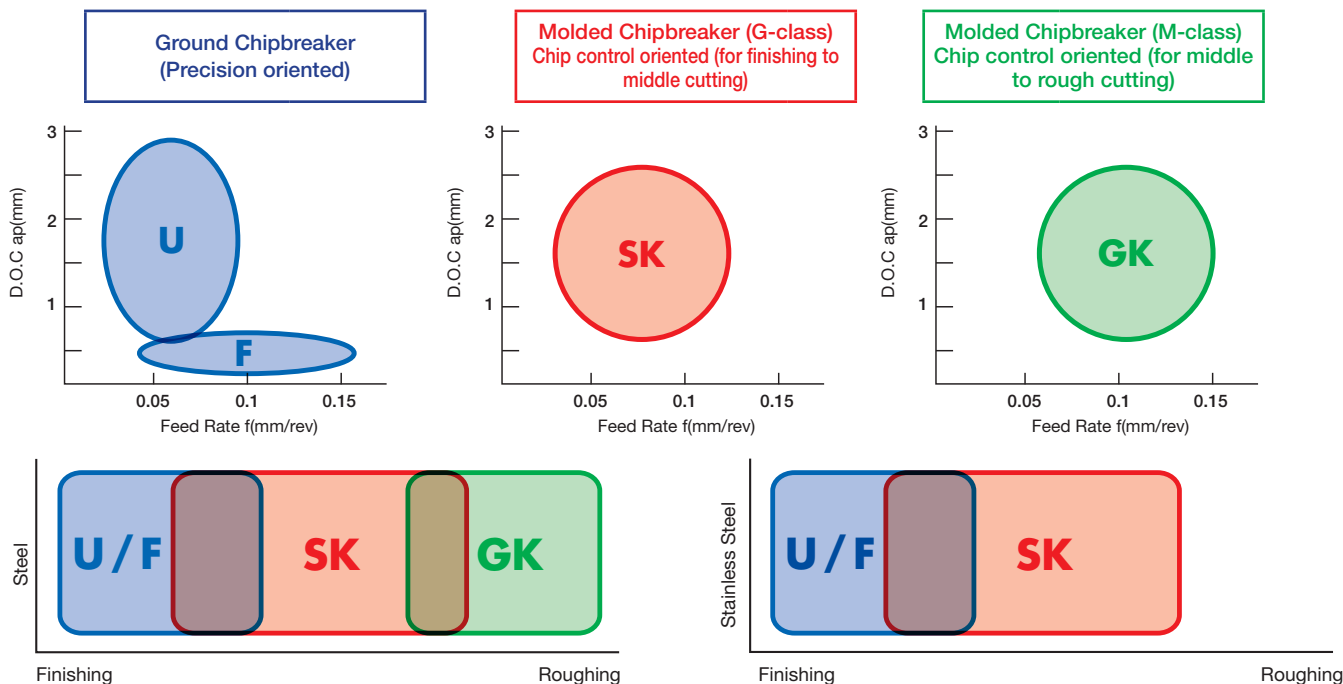 Ground Chipbreaker
(Precision oriented)
Molded Chipbreaker (G-class)
Chip control oriented (for finishing to
middle cutting)
Molded Chipbreaker (M-class)
Chip control oriented (for middle
to rough cutting)
D.O.C ap(mm)
3
2
1
U
F
0.05 0.1 0.15
Feed Rate f(mm/rev)
D.O.C ap(mm)
3
2
1
SK
0.05 0.1 0.15
Feed Rate f(mm/rev)
D.O.C ap(mm)
3
2
1
GK
0.05 0.1 0.15
Feed Rate f(mm/rev)
Steel
U / F SK GK
Finishing Roughing
Stainless Steel
U / F SK
Finishing Roughing